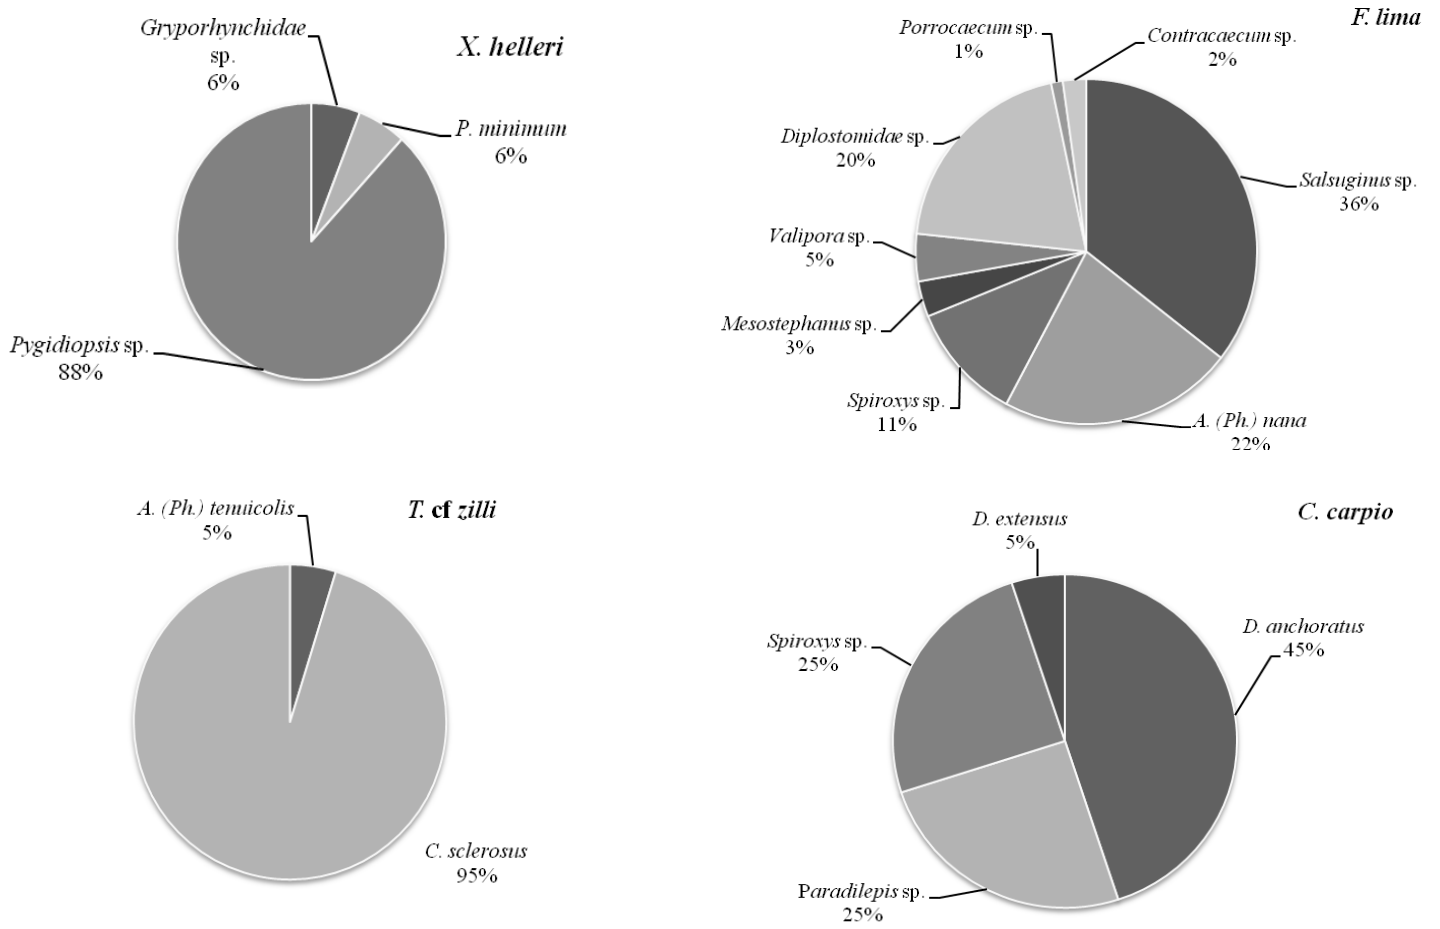 Gryporhynchidae
sp.
6%
X. helleri
P. minimum
6%
Pygidiopsis sp.
88%
F. lima
Porrocaecum sp.
1%
Contracaecum sp.
2%
Diplostomidae sp.
20%
Salsuginus sp.
36%
Valipora sp.
5%
Mesostephanus sp.
3%
Spiroxys sp.
11%
A. (Ph.) nana
22%
A. (Ph.) tenuicolis
5%
T. cf zilli
C. sclerosus
95%
C. carpio
D. extensus
5%
D. anchoratus
45%
Spiroxys sp.
25%
Paradilepis sp.
25%